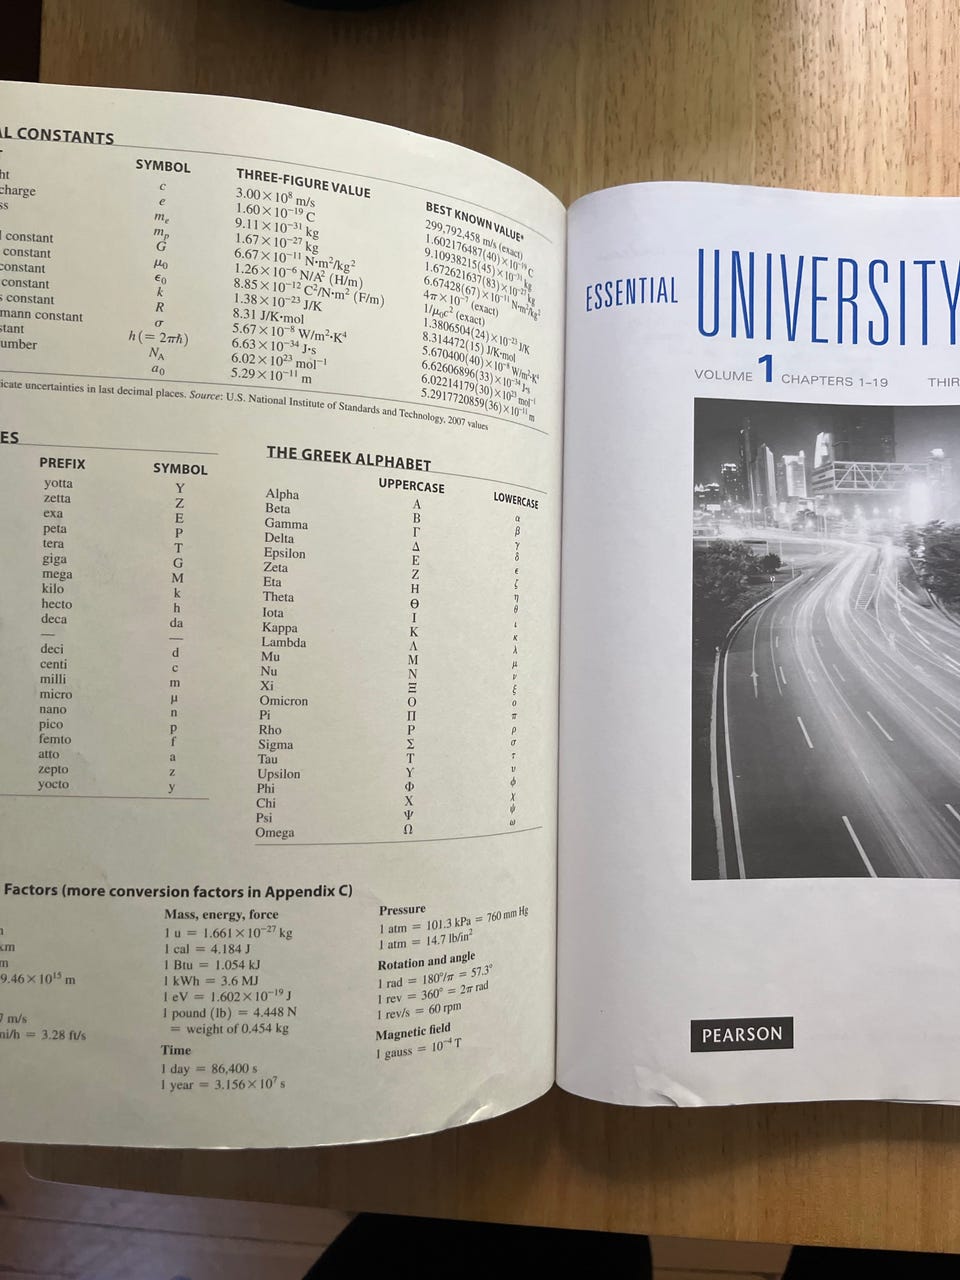 AL CONSTANTS
SYMBOL THREE-FIGURE VALUE BEST KNOWN VALUE*
ht c 3.00 × 10⁸ m/s 299,792,458 m/s (exact)
charge e 1.60 × 10⁻¹⁹ C 1.602176487(40) × 10⁻¹⁹ C
ss mₑ 9.11 × 10⁻³¹ kg 9.10938215(45) × 10⁻³¹ kg
mₚ 1.67 × 10⁻²⁷ kg 1.672621637(83) × 10⁻²⁷ kg
l constant G 6.67 × 10⁻¹¹ N·m²/kg² 6.67428(67) × 10⁻¹¹ N·m²/kg²
constant μ₀ 1.26 × 10⁻⁶ N/A² (H/m) 4π × 10⁻⁷ (exact)
constant ϵ₀ 8.85 × 10⁻¹² C²/N·m² (F/m) 1/μ₀c² (exact)
constant k 1.38 × 10⁻²³ J/K 1.3806504(24) × 10⁻²³ J/K
s constant R 8.31 J/K·mol 8.314472(15) J/K·mol
mann constant σ 5.67 × 10⁻⁸ W/m²·K⁴ 5.670400(40) × 10⁻⁸ W/m²·K⁴
stant h (= 2πħ) 6.63 × 10⁻³⁴ J·s 6.62606896(33) × 10⁻³⁴ J·s
umber N_A 6.02 × 10²³ mol⁻¹ 6.02214179(30) × 10²³ mol⁻¹
a₀ 5.29 × 10⁻¹¹ m 5.2917720859(36) × 10⁻¹¹ m
icate uncertainties in last decimal places. Source: U.S. National Institute of Standards and Technology, 2007 values
ES
PREFIX SYMBOL
yotta Y
zetta Z
exa E
peta P
tera T
giga G
mega M
kilo k
hecto h
deca da
— —
deci d
centi c
milli m
micro μ
nano n
pico p
femto f
atto a
zepto z
yocto y
THE GREEK ALPHABET
UPPERCASE LOWERCASE
Alpha Α α
Beta Β β
Gamma Γ γ
Delta Δ δ
Epsilon Ε ϵ
Zeta Ζ ζ
Eta Η η
Theta Θ θ
Iota Ι ι
Kappa Κ κ
Lambda Λ λ
Mu Μ μ
Nu Ν ν
Xi Ξ ξ
Omicron Ο ο
Pi Π π
Rho Ρ ρ
Sigma Σ σ
Tau Τ τ
Upsilon Υ υ
Phi Φ ϕ
Chi Χ χ
Psi Ψ ψ
Omega Ω ω
Factors (more conversion factors in Appendix C)
km
m
9.46 × 10¹⁵ m
7 m/s
mi/h = 3.28 ft/s
Mass, energy, force
1 u = 1.661 × 10⁻²⁷ kg
1 cal = 4.184 J
1 Btu = 1.054 kJ
1 kWh = 3.6 MJ
1 eV = 1.602 × 10⁻¹⁹ J
1 pound (lb) = 4.448 N
= weight of 0.454 kg
Time
1 day = 86,400 s
1 year = 3.156 × 10⁷ s
Pressure
1 atm = 101.3 kPa = 760 mm Hg
1 atm = 14.7 lb/in²
Rotation and angle
1 rad = 180°/π = 57.3°
1 rev = 360° = 2π rad
1 rev/s = 60 rpm
Magnetic field
1 gauss = 10⁻⁴ T
ESSENTIAL UNIVERSITY
VOLUME 1 CHAPTERS 1–19 THIR
PEARSON